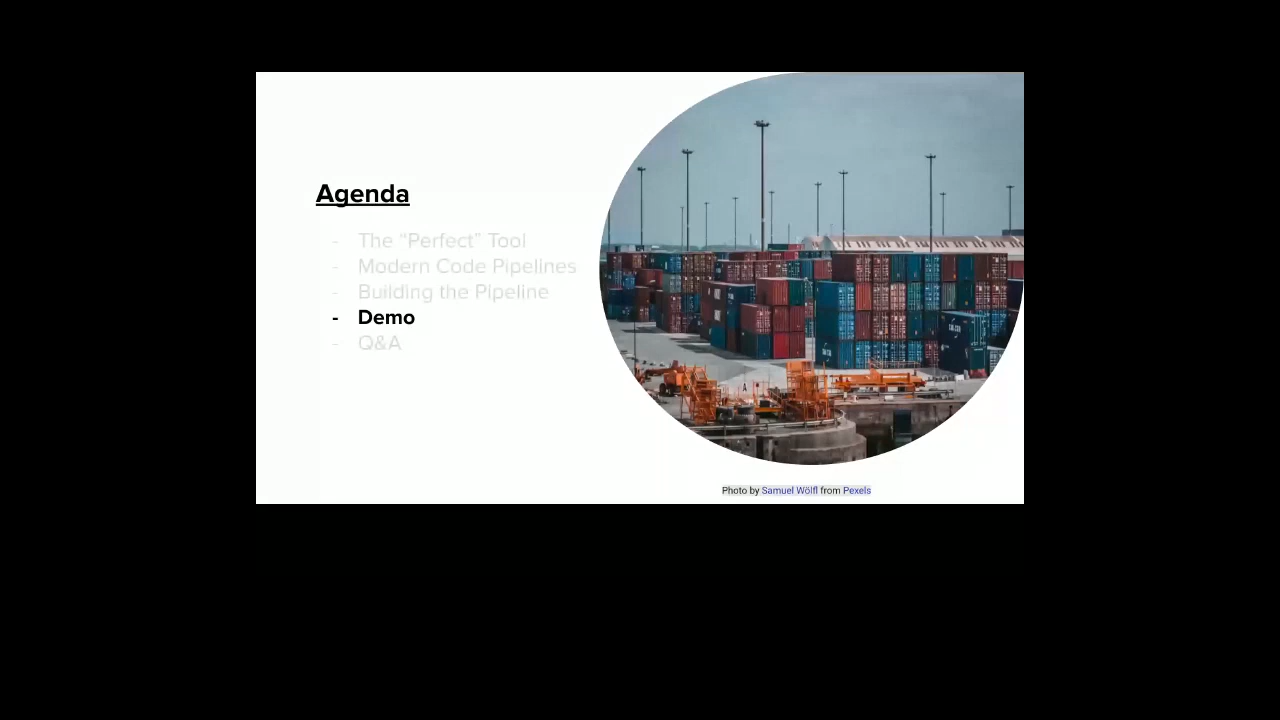 Agenda
- The "Perfect" Tool
- Modern Code Pipelines
- Building the Pipeline
- Demo
- Q&A
Photo by Samuel Wölfl from Pexels